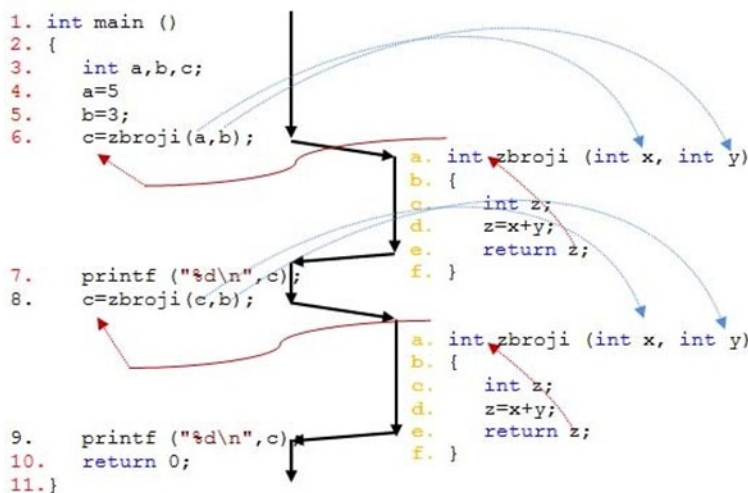 1. int main ()
2. {
3. int a,b,c;
4. a=5
5. b=3;
6. c=zbroji(a,b);
a. int zbroji (int x, int y)
b. {
c. int z;
d. z=x+y;
e. return z;
f. }
7. printf ("%d\n",c);
8. c=zbroji(c,b);
a. int zbroji (int x, int y)
b. {
c. int z;
d. z=x+y;
e. return z;
f. }
9. printf ("%d\n",c)
10. return 0;
11.}